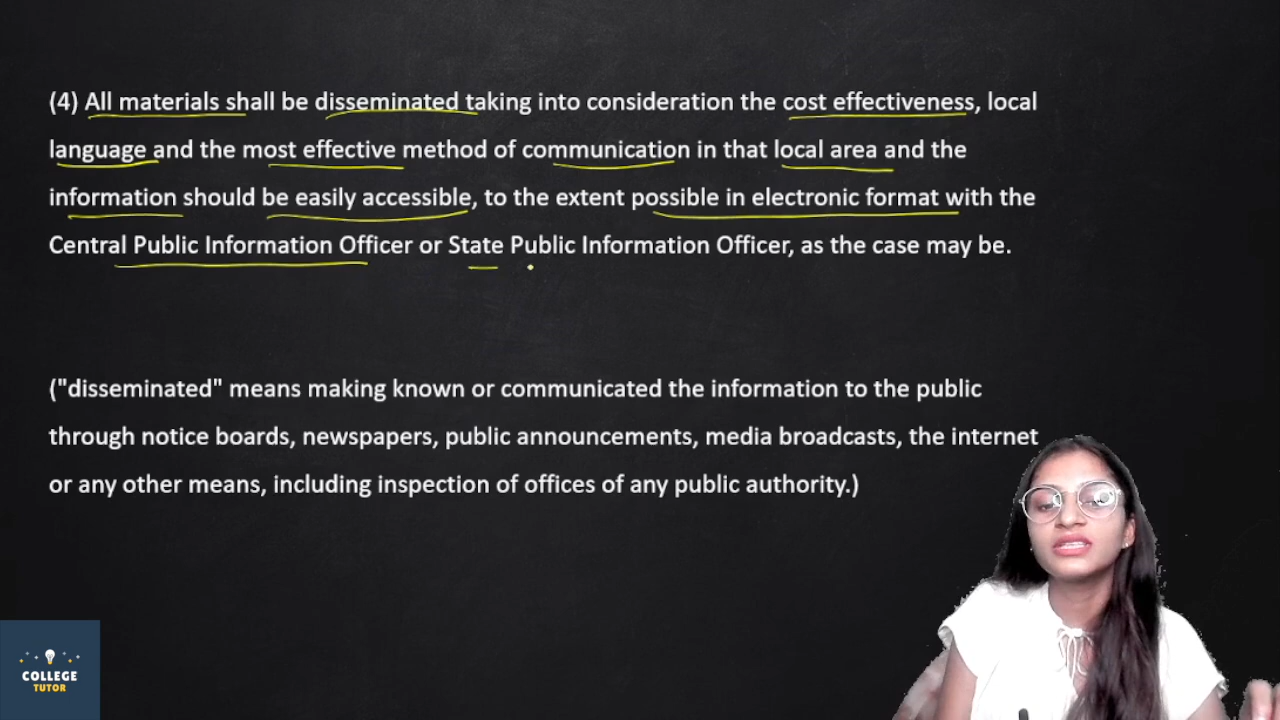 (4) All materials shall be disseminated taking into consideration the cost effectiveness, local
language and the most effective method of communication in that local area and the
information should be easily accessible, to the extent possible in electronic format with the
Central Public Information Officer or State Public Information Officer, as the case may be.
("disseminated" means making known or communicated the information to the public
through notice boards, newspapers, public announcements, media broadcasts, the internet
or any other means, including inspection of offices of any public authority.)
COLLEGE
TUTOR